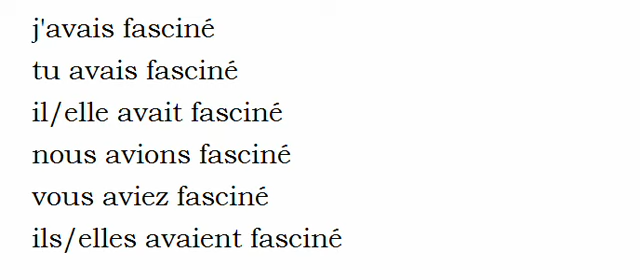 j'avais fasciné
tu avais fasciné
il/elle avait fasciné
nous avions fasciné
vous aviez fasciné
ils/elles avaient fasciné